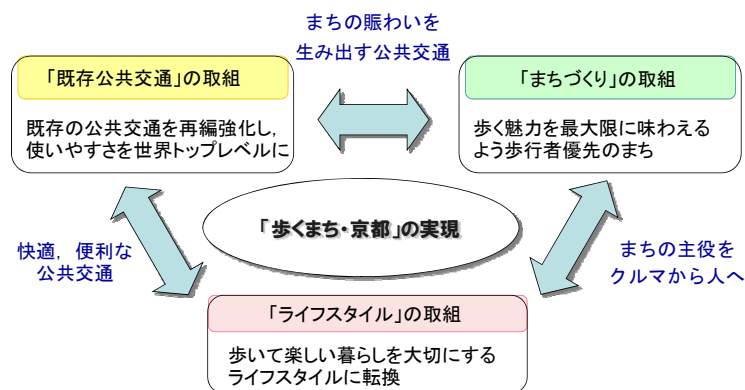 まちの賑わいを
生み出す公共交通
「既存公共交通」の取組
既存の公共交通を再編強化し，
使いやすさを世界トップレベルに
「まちづくり」の取組
歩く魅力を最大限に味わえる
よう歩行者優先のまち
「歩くまち・京都」の実現
快適，便利な
公共交通
まちの主役を
クルマから人へ
「ライフスタイル」の取組
歩いて楽しい暮らしを大切にする
ライフスタイルに転換